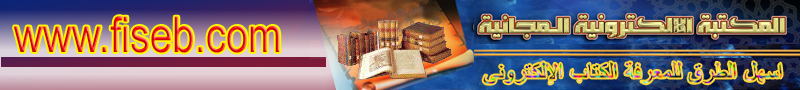 www.fiseb.com
المكتبة الالكترونية المجانية
اسهل الطرق للمعرفة الكتاب الإلكترونى